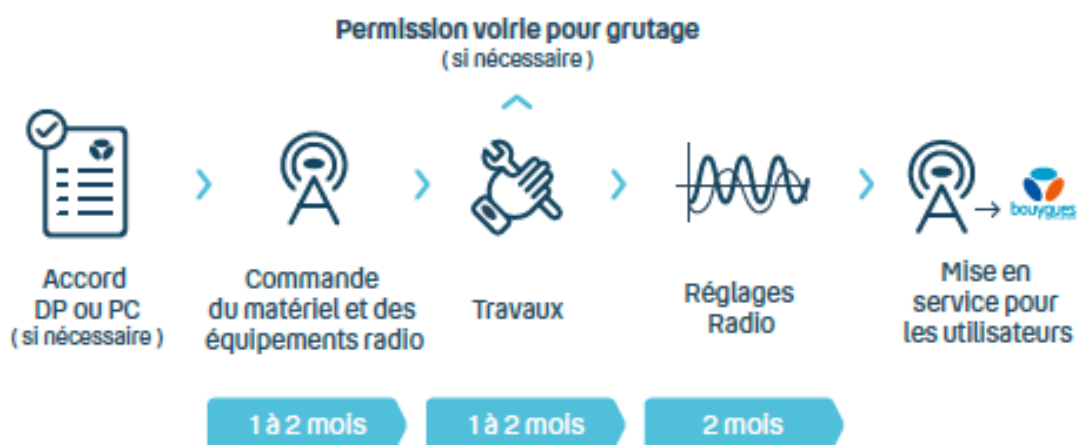 Permission voirie pour grutage
( si nécessaire )
Accord
DP ou PC
( si nécessaire )
Commande
du matériel et des
équipements radio
Travaux
Réglages
Radio
bouygues
Mise en
service pour
les utilisateurs
1 à 2 mois
1 à 2 mois
2 mois